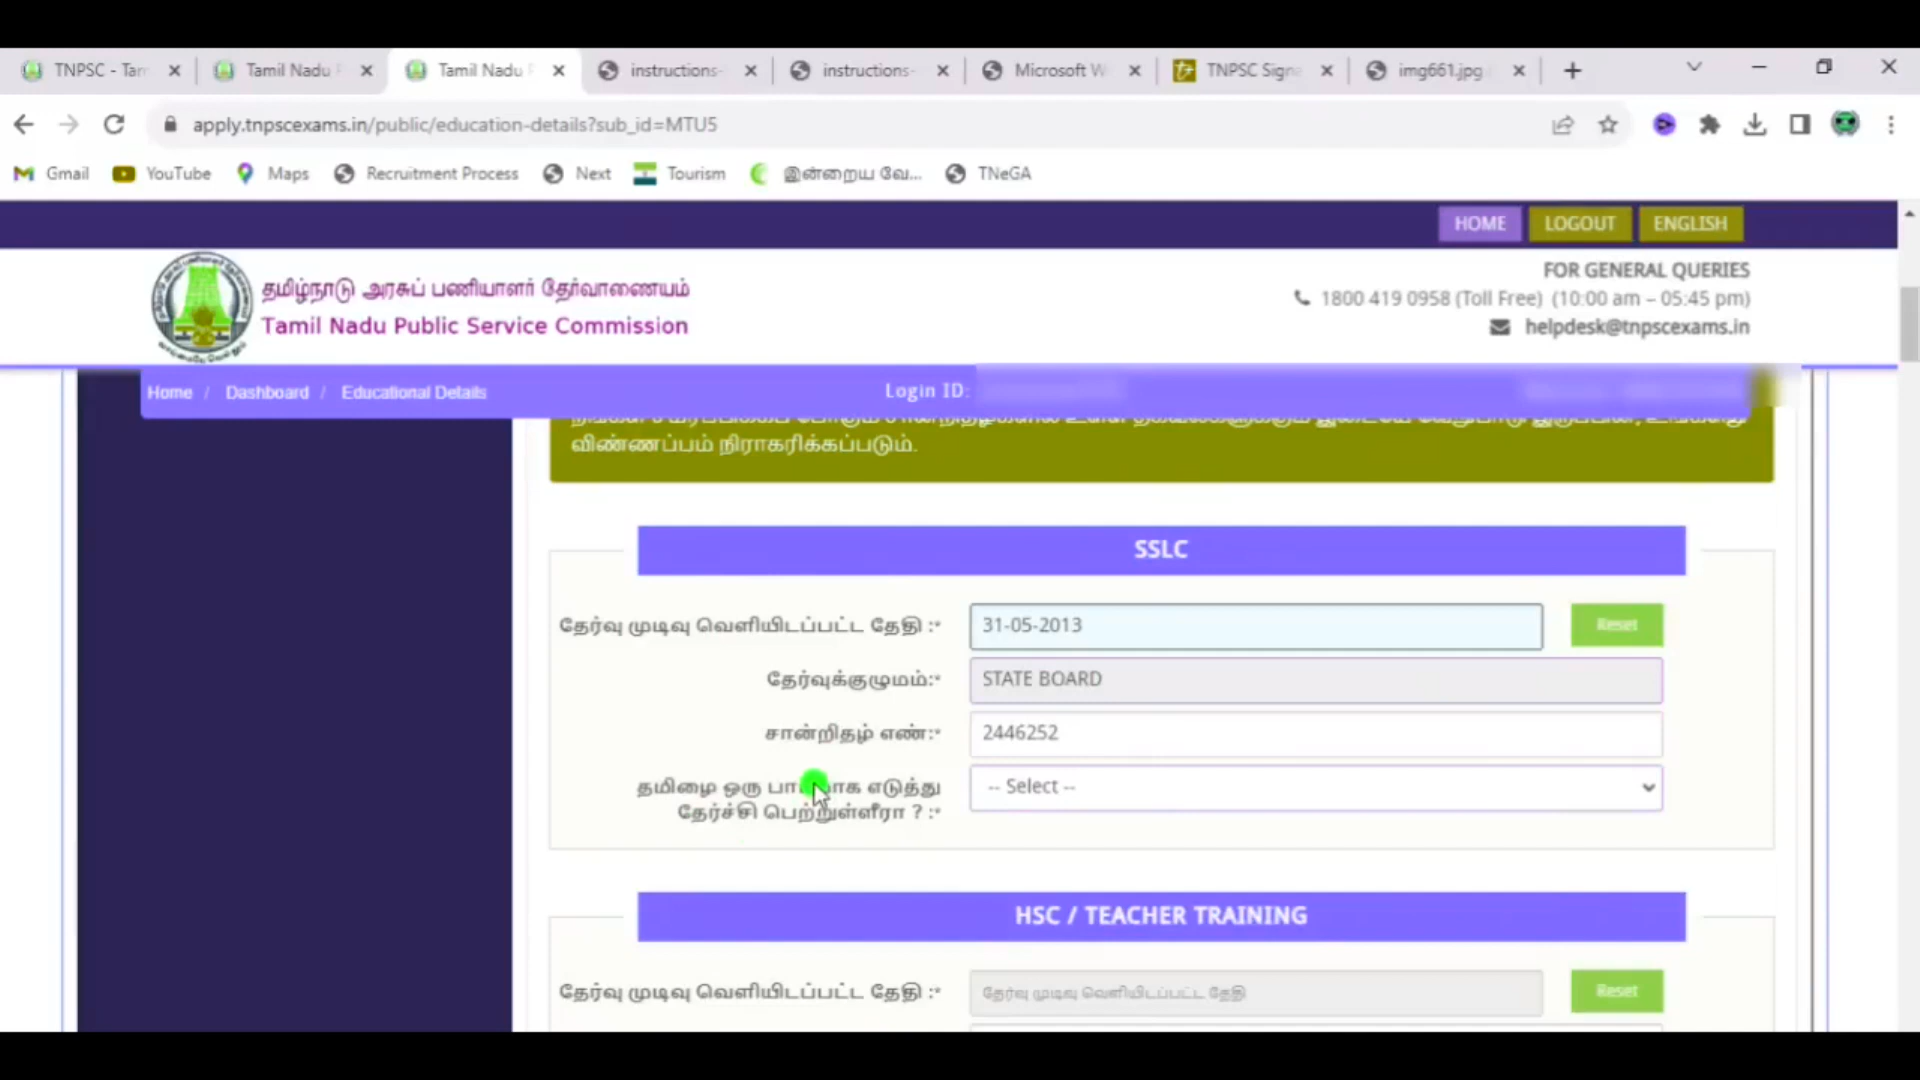 TNPSC - Tar
Tamil Nadu P
Tamil Nadu P
instructions-
instructions-
Microsoft W
TNPSC Signa
img661.jpg
apply.tnpscexams.in/public/education-details?sub_id=MTU5
Gmail
YouTube
Maps
Recruitment Process
Next
Tourism
இன்றைய வே...
TNeGA
HOME
LOGOUT
ENGLISH
தமிழ்நாடு அரசுப் பணியாளர் தேர்வாணையம்
Tamil Nadu Public Service Commission
FOR GENERAL QUERIES
1800 419 0958 (Toll Free) (10:00 am – 05:45 pm)
helpdesk@tnpscexams.in
Home / Dashboard / Educational Details
Login ID:
விண்ணப்பம் நிராகரிக்கப்படும்.
SSLC
தேர்வு முடிவு வெளியிடப்பட்ட தேதி :*
31-05-2013
Reset
தேர்வுக்குழுமம்:*
STATE BOARD
சான்றிதழ் எண்:*
2446252
தமிழை ஒரு எடுத்து
தேர்ச்சி பெற்றுள்ளீரா ? :*
-- Select --
HSC / TEACHER TRAINING
தேர்வு முடிவு வெளியிடப்பட்ட தேதி :*
தேர்வு முடிவு வெளியிடப்பட்ட தேதி
Reset